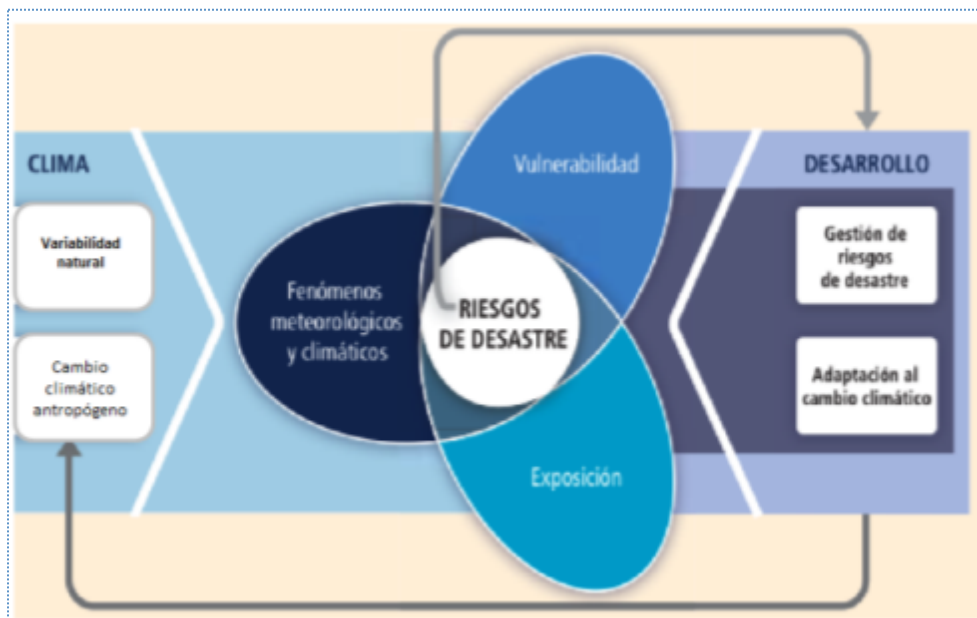 CLIMA
Variabilidad
natural
Cambio
climático
antropógeno
Fenómenos
meteorológicos
y climáticos
Vulnerabilidad
RIESGOS
DE DESASTRE
Exposición
DESARROLLO
Gestión de
riesgos
de desastre
Adaptación al
cambio climático